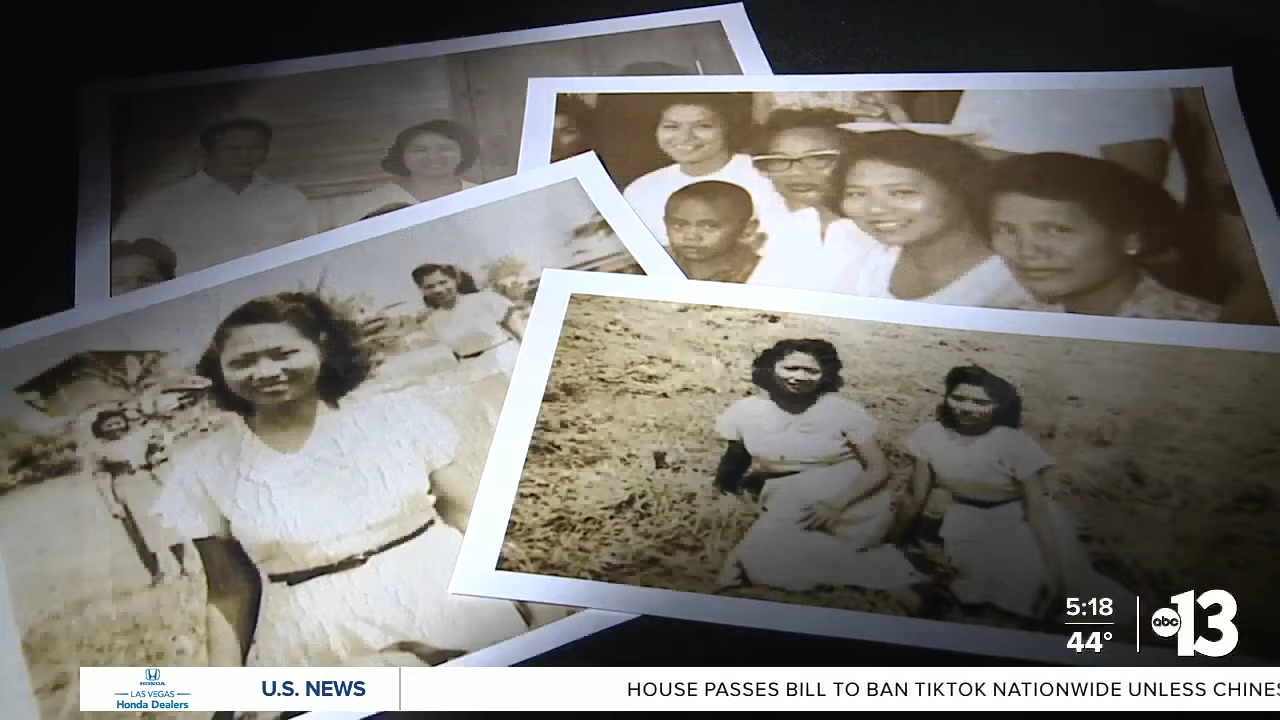 5:18
44°
abc 13
HONDA
LAS VEGAS
Honda Dealers
U.S. NEWS
HOUSE PASSES BILL TO BAN TIKTOK NATIONWIDE UNLESS CHINES